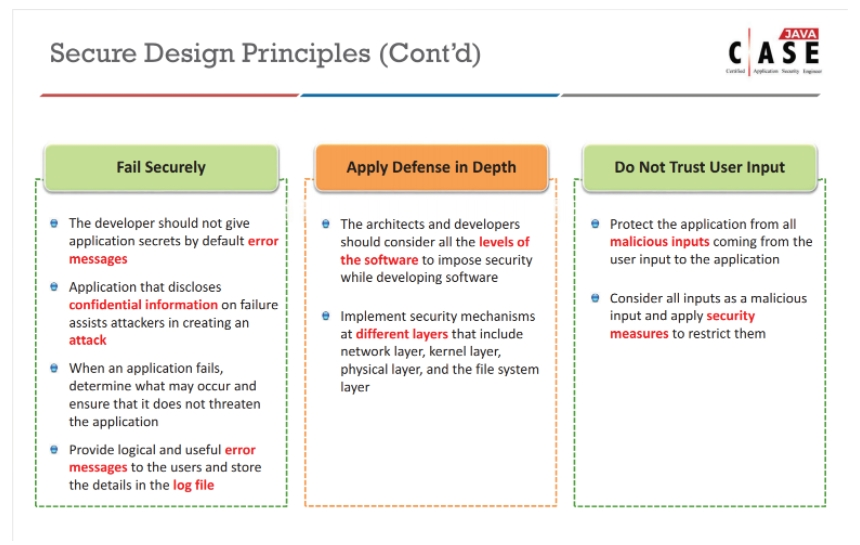 Secure Design Principles (Cont'd)
JAVA
CASE
Certified Application Security Engineer
Fail Securely
The developer should not give
application secrets by default error
messages
Application that discloses
confidential information on failure
assists attackers in creating an
attack
When an application fails,
determine what may occur and
ensure that it does not threaten
the application
Provide logical and useful error
messages to the users and store
the details in the log file
Apply Defense in Depth
The architects and developers
should consider all the levels of
the software to impose security
while developing software
Implement security mechanisms
at different layers that include
network layer, kernel layer,
physical layer, and the file system
layer
Do Not Trust User Input
Protect the application from all
malicious inputs coming from the
user input to the application
Consider all inputs as a malicious
input and apply security
measures to restrict them